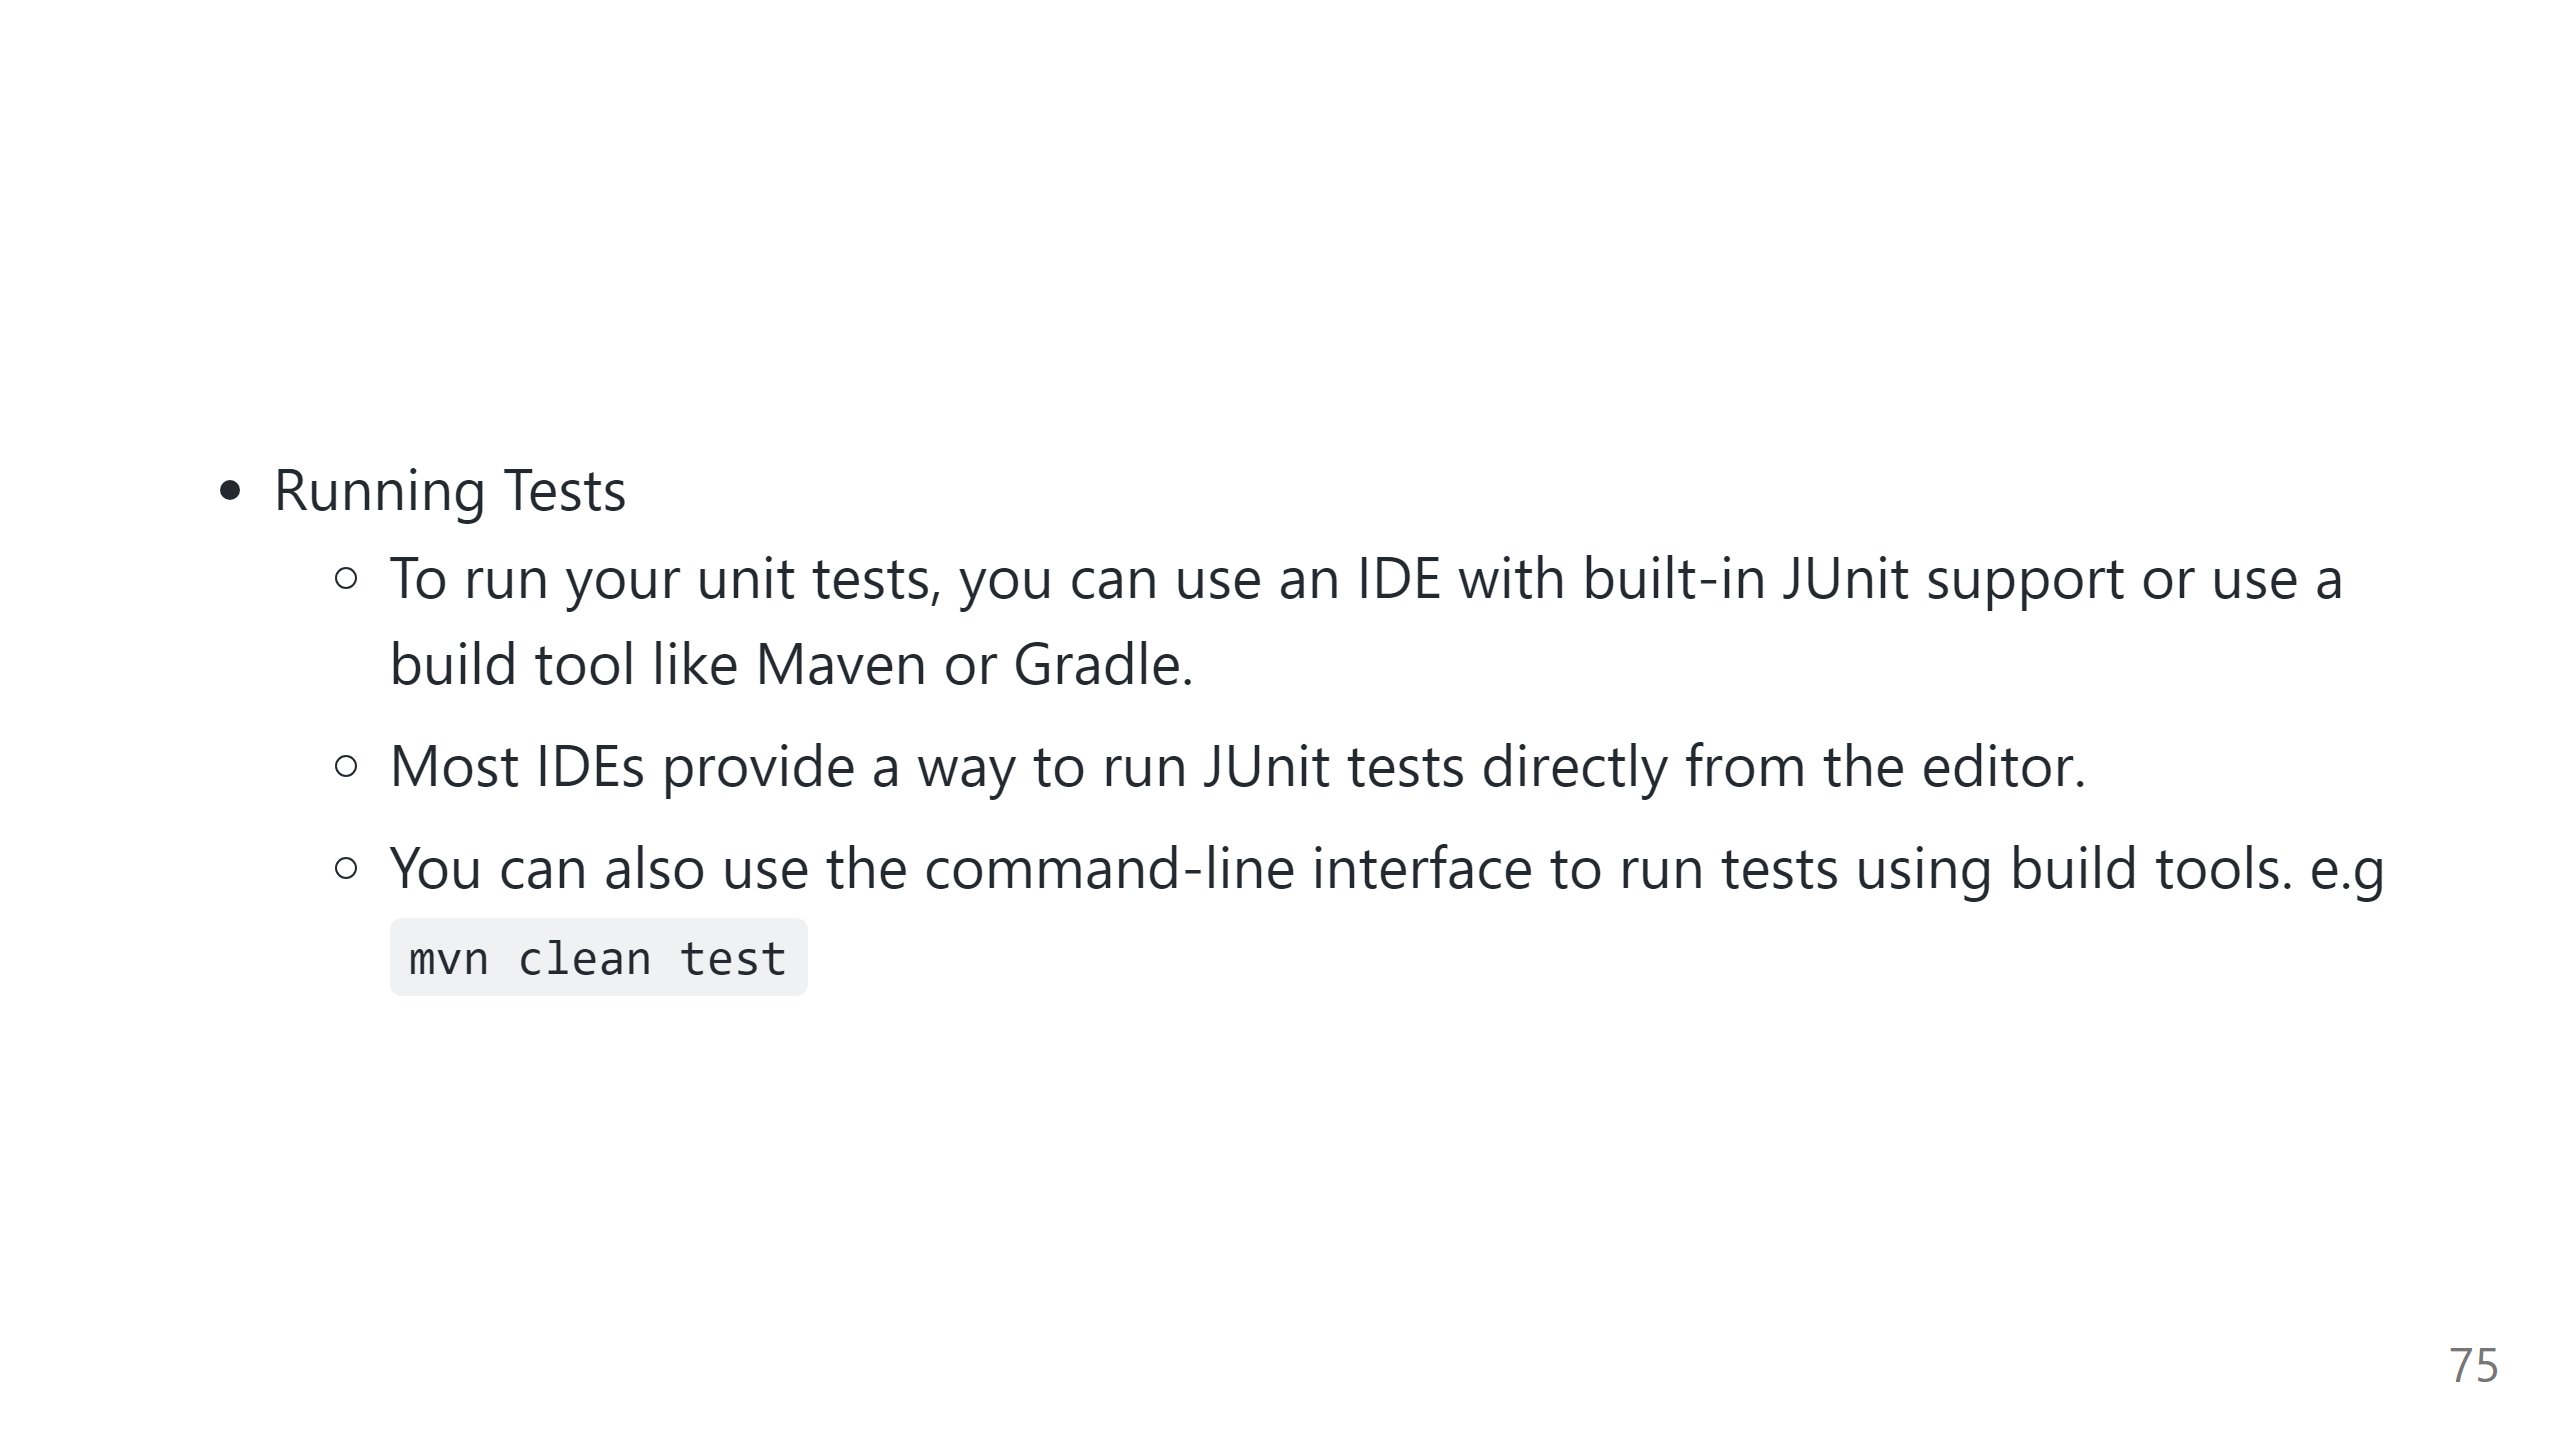 Running Tests
To run your unit tests, you can use an IDE with built-in JUnit support or use a
build tool like Maven or Gradle.
Most IDEs provide a way to run JUnit tests directly from the editor.
You can also use the command-line interface to run tests using build tools. e.g
mvn clean test
75